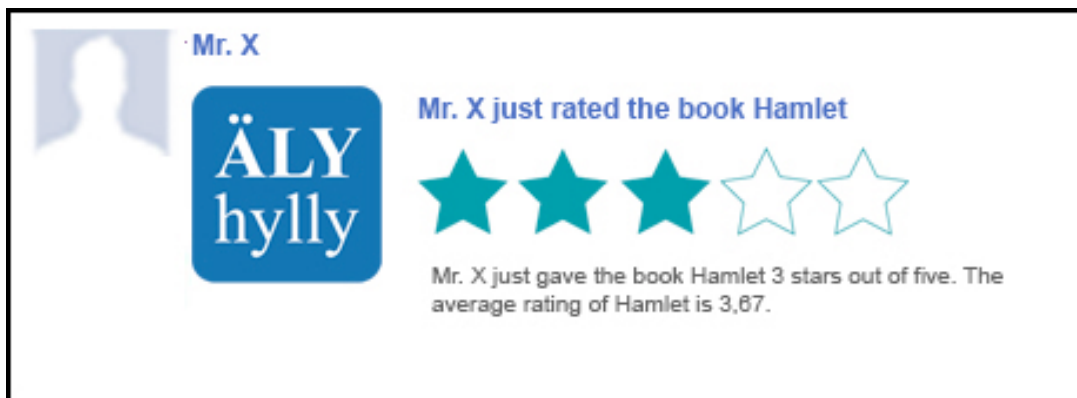 Mr. X
ÄLY
hylly
Mr. X just rated the book Hamlet
Mr. X just gave the book Hamlet 3 stars out of five. The
average rating of Hamlet is 3,67.